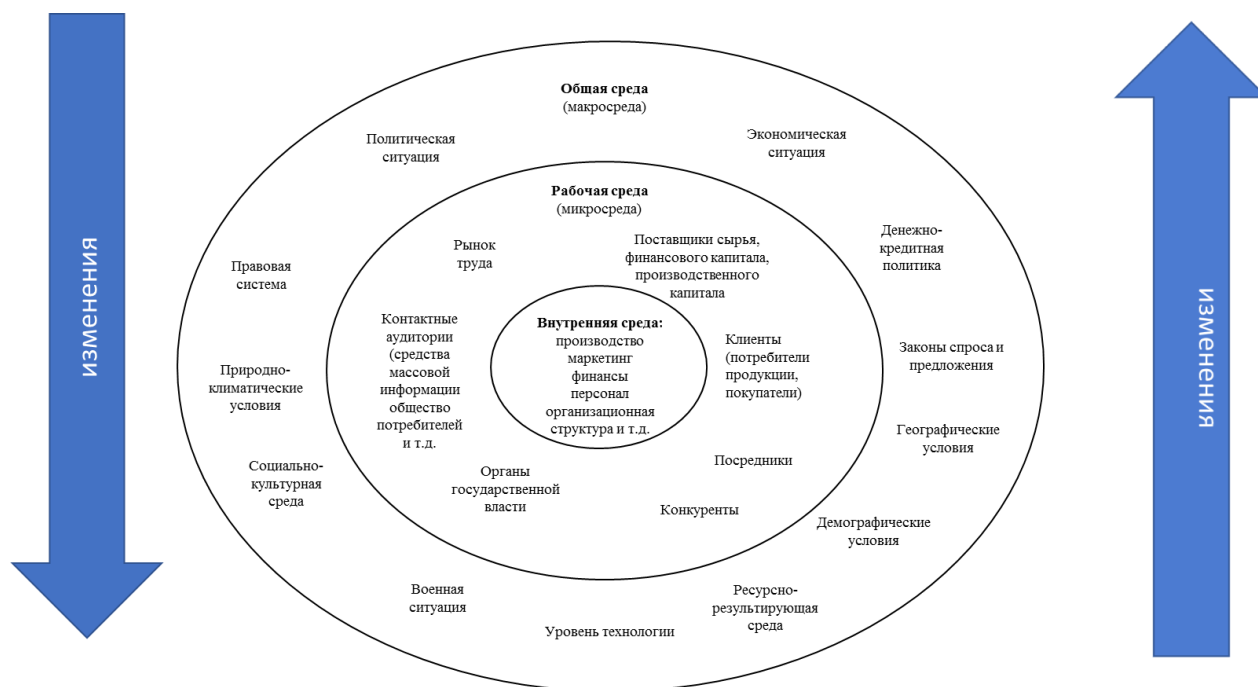 изменения
Общая среда
(макросреда)
Политическая
ситуация
Экономическая
ситуация
Рабочая среда
(микросреда)
Рынок
труда
Поставщики сырья,
финансового капитала,
производственного
капитала
Денежно-
кредитная
политика
Правовая
система
Контактные
аудитории
(средства
массовой
информации
общество
потребителей
и т.д.
Внутренняя среда:
производство
маркетинг
финансы
персонал
организационная
структура и т.д.
Клиенты
(потребители
продукции,
покупатели)
Законы спроса и
предложения
Природно-
климатические
условия
Географические
условия
Социально-
культурная
среда
Органы
государственной
власти
Посредники
Конкуренты
Демографические
условия
Военная
ситуация
Уровень технологии
Ресурсно-
результирующая
среда
изменения